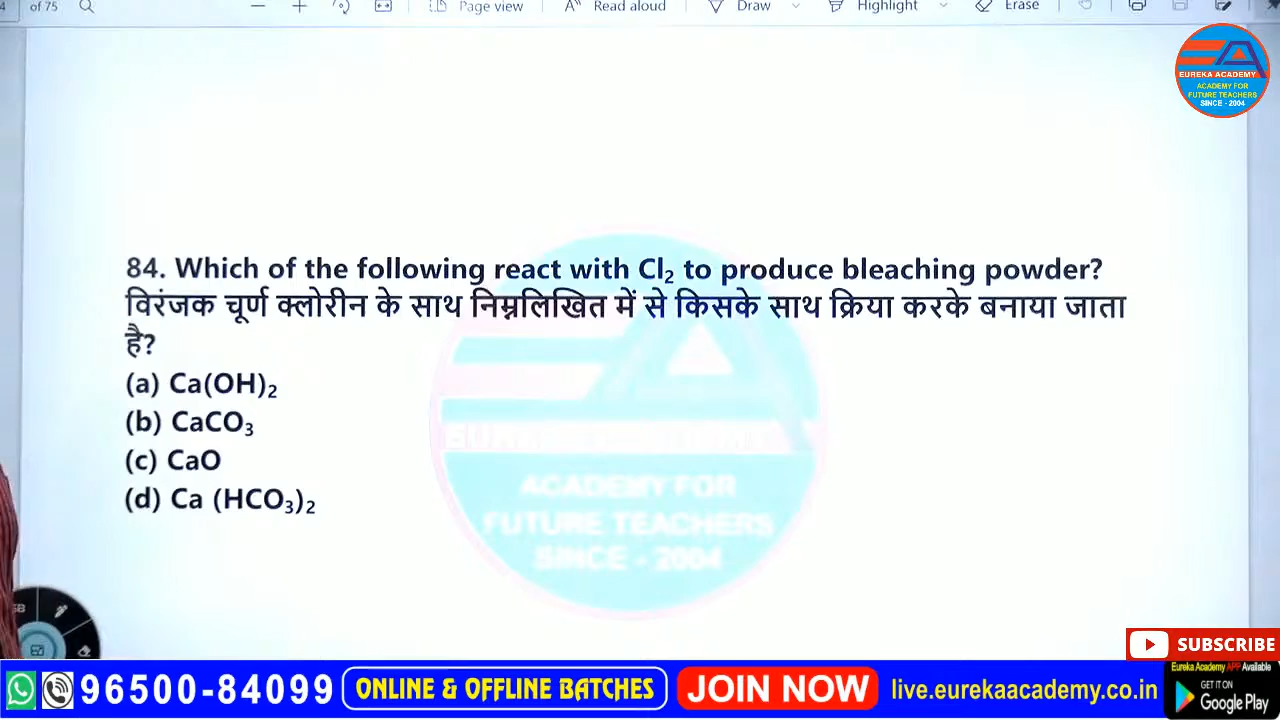 4 of 75 Page view Read aloud Draw Highlight Erase
EUREKA ACADEMY
ACADEMY FOR
FUTURE TEACHERS
SINCE - 2004
84. Which of the following react with Cl₂ to produce bleaching powder?
विरंजक चूर्ण क्लोरीन के साथ निम्नलिखित में से किसके साथ क्रिया करके बनाया जाता
है?
(a) Ca(OH)₂
(b) CaCO₃
(c) CaO
(d) Ca (HCO₃)₂
EUREKA ACADEMY
ACADEMY FOR
FUTURE TEACHERS
SINCE - 2004
SUBSCRIBE
96500-84099 ONLINE & OFFLINE BATCHES JOIN NOW live.eurekaacademy.co.in
Eureka Academy APP Available
GET IT ON
Google Play